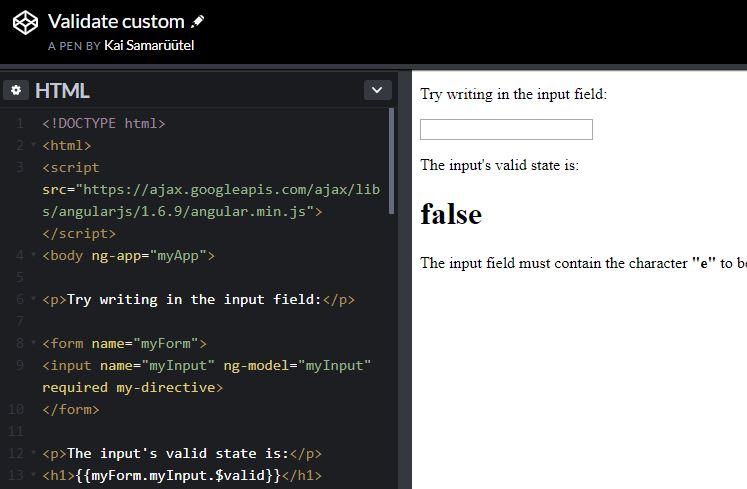 Validate custom
A PEN BY Kai Samarüütel
HTML
1 <!DOCTYPE html>
2 <html>
3 <script
src="https://ajax.googleapis.com/ajax/lib
s/angularjs/1.6.9/angular.min.js">
</script>
4 <body ng-app="myApp">
5
6 <p>Try writing in the input field:</p>
7
8 <form name="myForm">
9 <input name="myInput" ng-model="myInput"
required my-directive>
10 </form>
11
12 <p>The input's valid state is:</p>
13 <h1>{{myForm.myInput.$valid}}</h1>
Try writing in the input field:
The input's valid state is:
false
The input field must contain the character "e" to